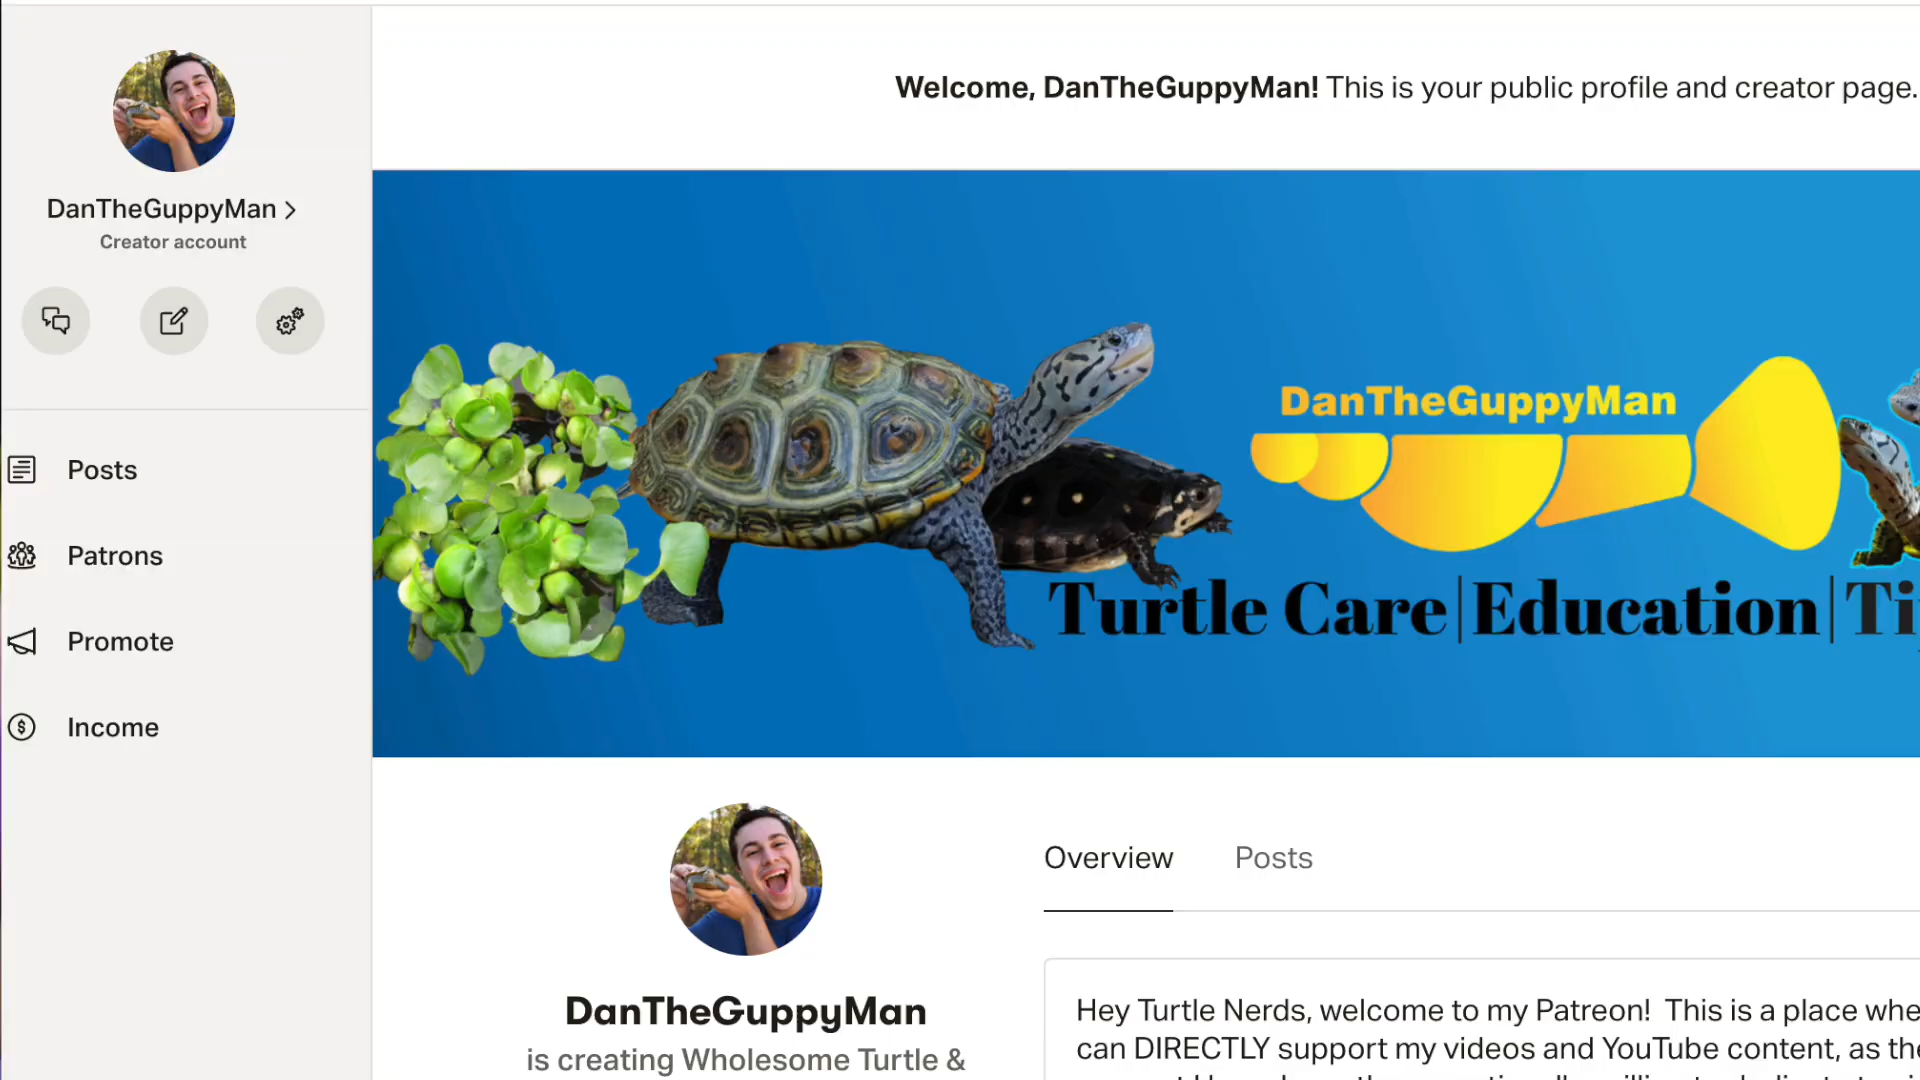 Welcome, DanTheGuppyMan! This is your public profile and creator page.
DanTheGuppyMan
Creator account
Posts
Patrons
Promote
Income
DanTheGuppyMan
Turtle Care|Education|Ti
Overview
Posts
DanTheGuppyMan
is creating Wholesome Turtle &
Hey Turtle Nerds, welcome to my Patreon! This is a place whe
can DIRECTLY support my videos and YouTube content, as the